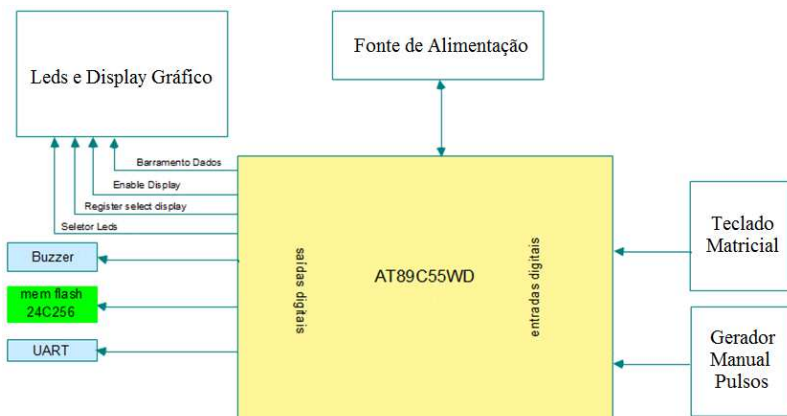 Leds e Display Gráfico
Fonte de Alimentação
Barramento Dados
Enable Display
Register select display
Seletor Leds
Buzzer
mem flash
24C256
UART
saídas digitais
AT89C55WD
entradas digitais
Teclado
Matricial
Gerador
Manual
Pulsos